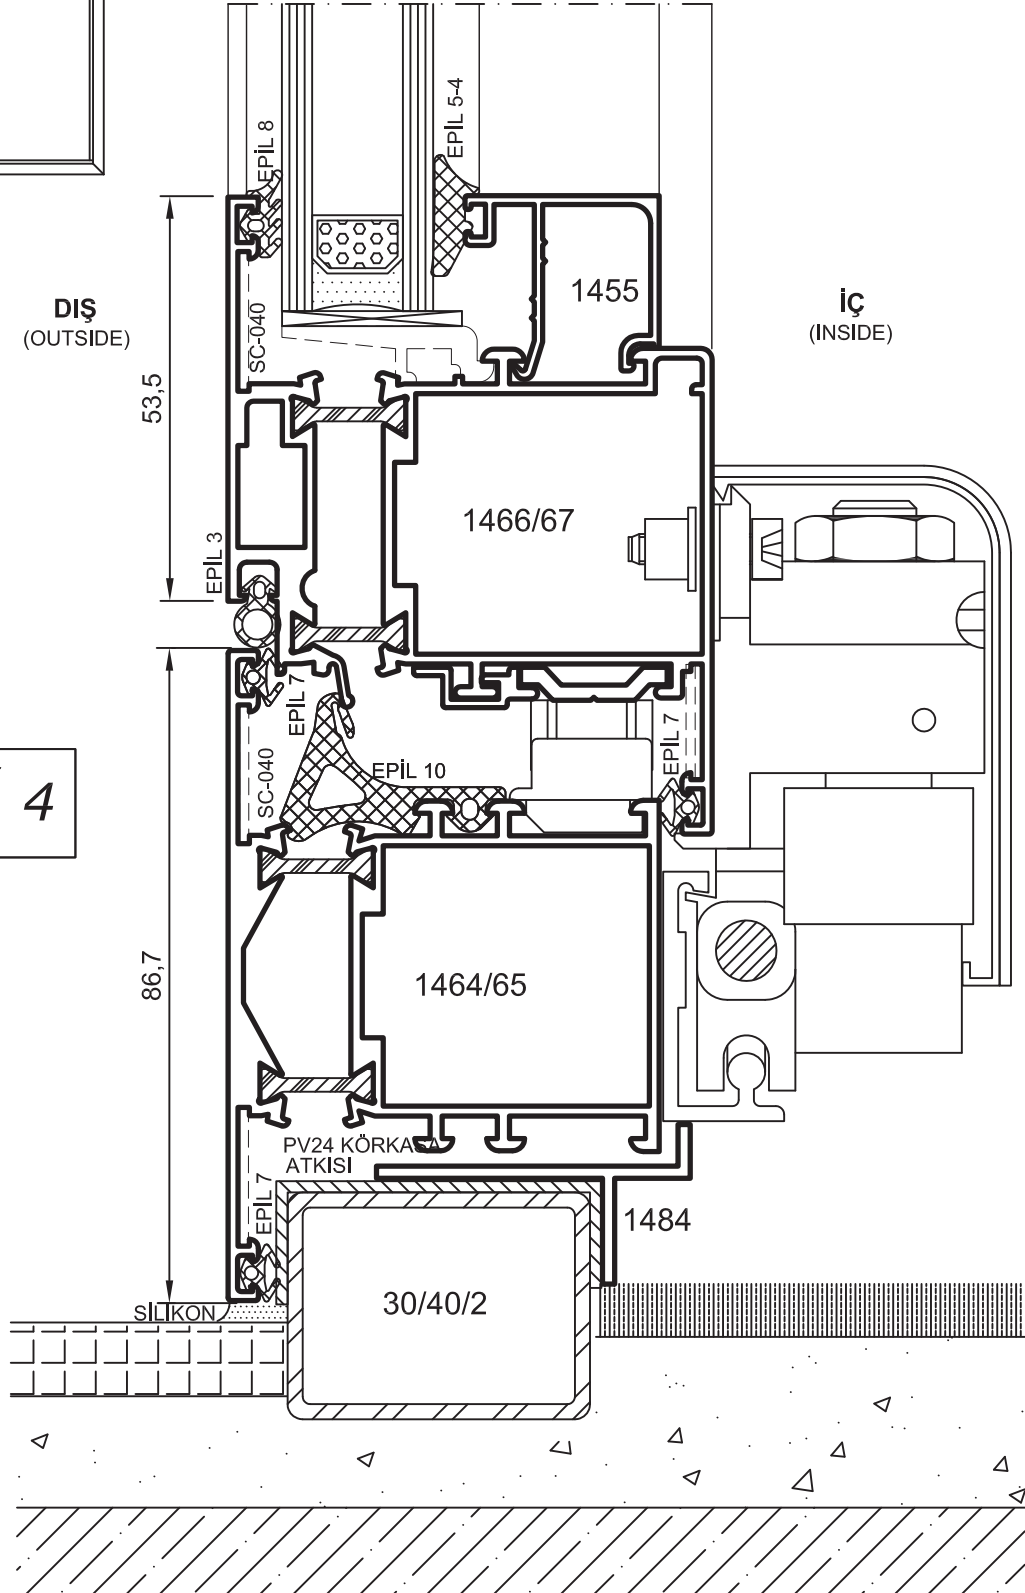 EPİL 8
EPİL 5-4
DIŞ
(OUTSIDE)
İÇ
(INSIDE)
1455
SC-040
53,5
1466/67
EPİL 3
EPİL 7
EPİL 7
SC-040
EPİL 10
4
86,7
1464/65
PV24 KÖRKASA
ATKISI
EPİL 7
1484
30/40/2
SİLİKON